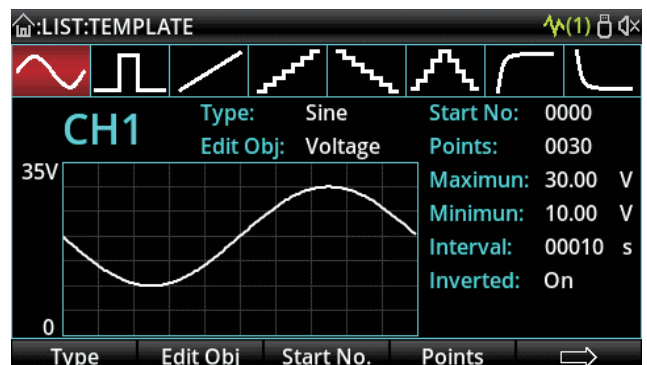 :LIST:TEMPLATE (1)
CH1
Type: Sine
Edit Obj: Voltage
Start No: 0000
Points: 0030
Maximun: 30.00 V
Minimun: 10.00 V
Interval: 00010 s
Inverted: On
35V
0
Type Edit Obj Start No. Points